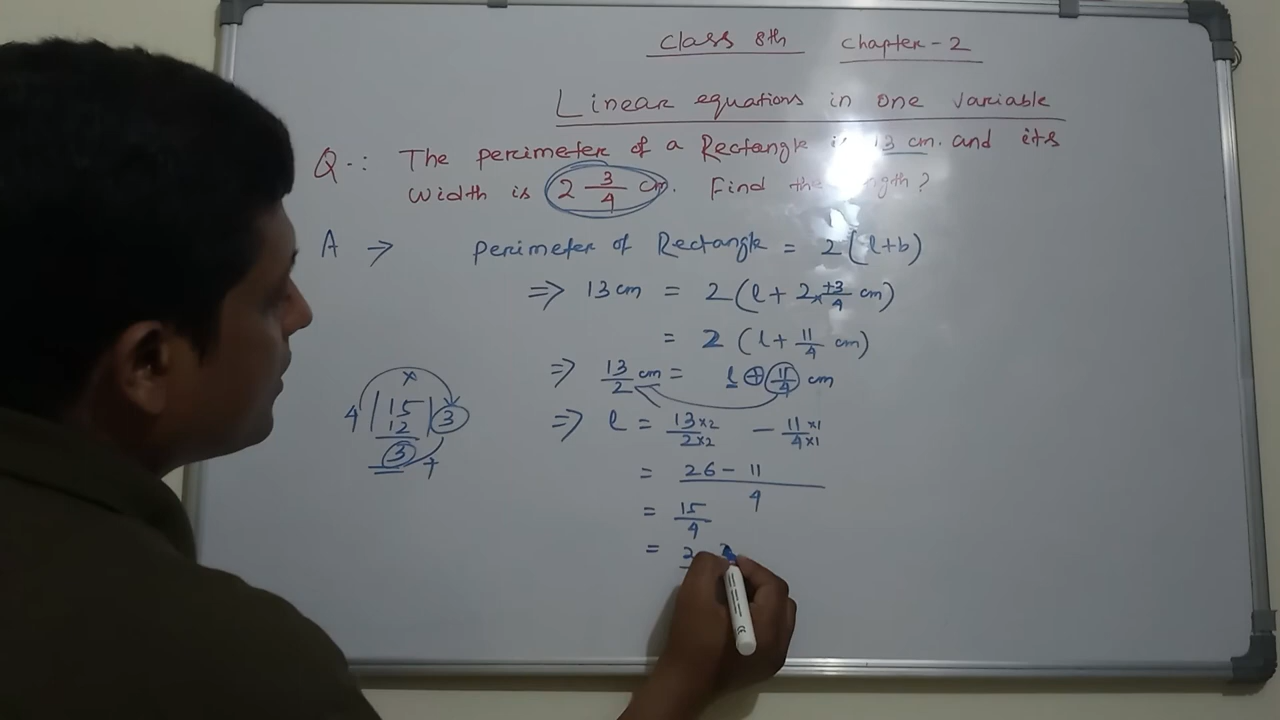 Class 8th Chapter - 2
Linear equations in one variable
Q-: The perimeter of a Rectangle is 13 cm. and its
width is 2 3/4 cm. Find the length?
A → Perimeter of Rectangle = 2(l+b)
⇒ 13 cm = 2(l + 2×+3/4 cm)
= 2 (l + 11/4 cm)
⇒ 13/2 cm = l + 11/4 cm
⇒ l = 13×2/2×2 - 11×1/4×1
= 26 - 11/4
= 15/4
=
×
4 | 15 | 3
12
3 +